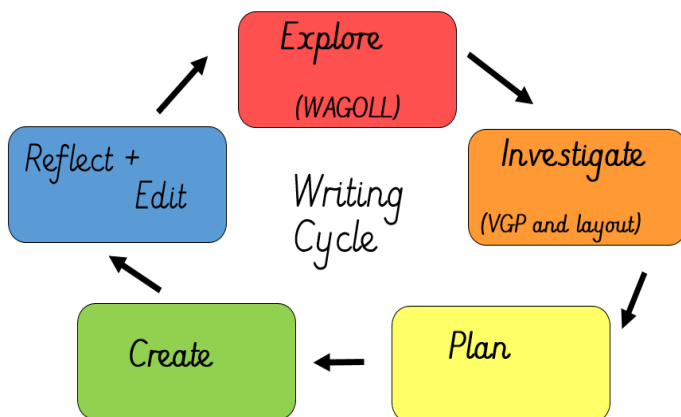 Explore
(WAGOLL)
Investigate
(VGP and layout)
Plan
Create
Reflect +
Edit
Writing
Cycle